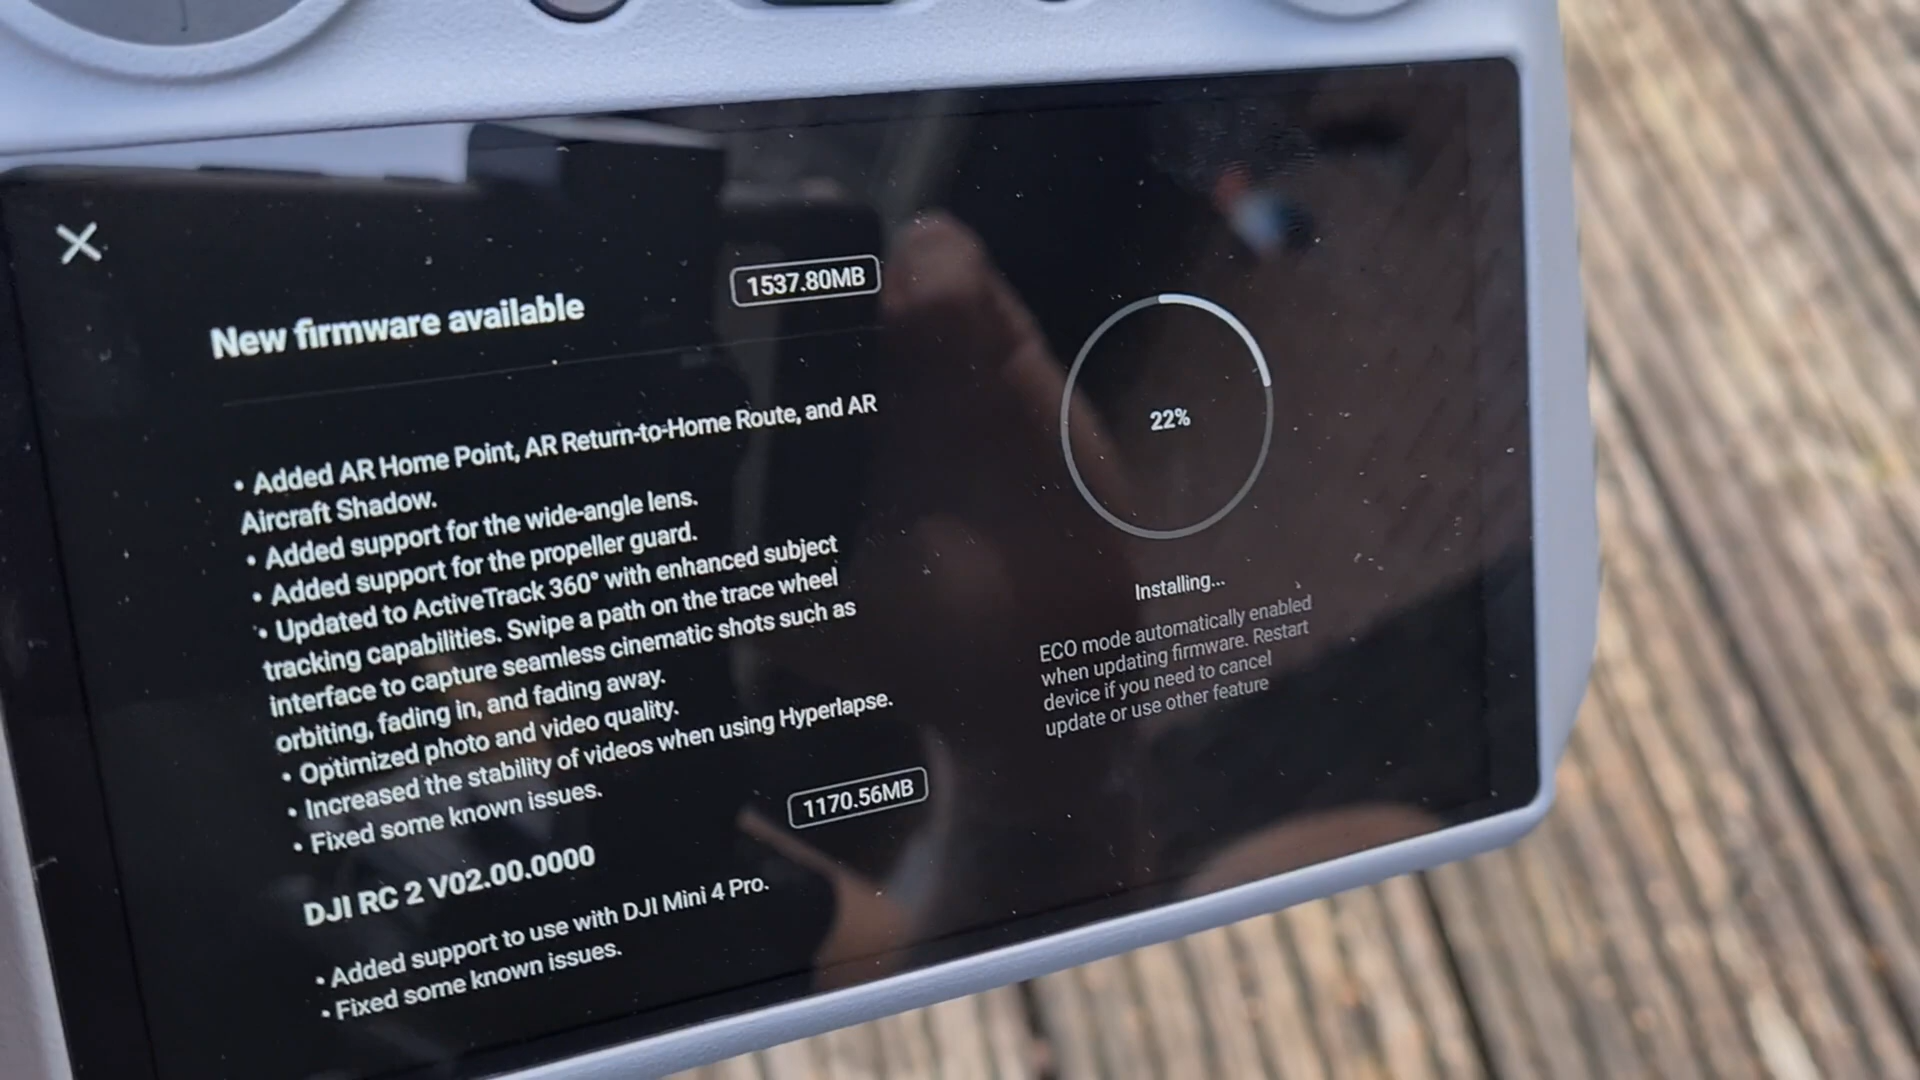 1537.80MB
New firmware available
• Added AR Home Point, AR Return-to-Home Route, and AR
Aircraft Shadow.
• Added support for the wide-angle lens.
• Added support for the propeller guard.
• Updated to ActiveTrack 360° with enhanced subject
tracking capabilities. Swipe a path on the trace wheel
interface to capture seamless cinematic shots such as
orbiting, fading in, and fading away.
• Optimized photo and video quality.
• Increased the stability of videos when using Hyperlapse.
• Fixed some known issues.
1170.56MB
DJI RC 2 V02.00.0000
• Added support to use with DJI Mini 4 Pro.
• Fixed some known issues.
22%
Installing...
ECO mode automatically enabled
when updating firmware. Restart
device if you need to cancel
update or use other feature